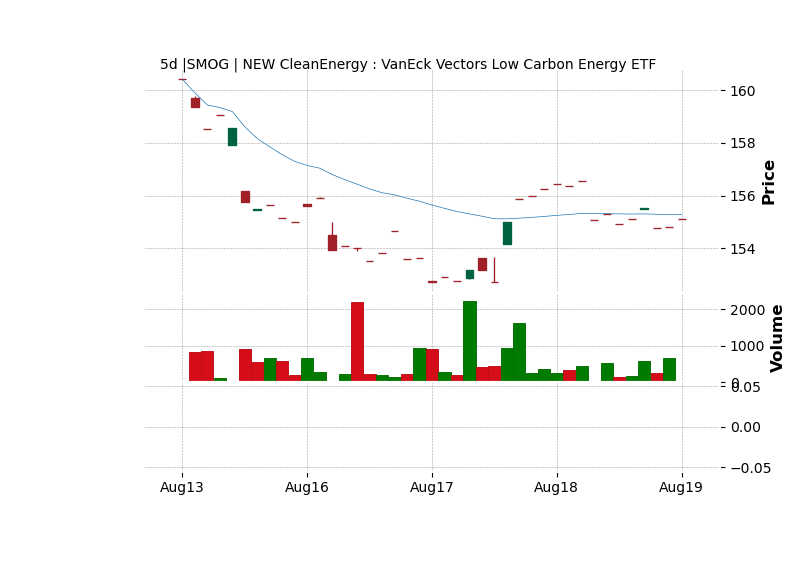 5d |SMOG | NEW CleanEnergy : VanEck Vectors Low Carbon Energy ETF
160
158
156
154
Price
2000
1000
0
Volume
0.05
0.00
−0.05
Aug13 Aug16 Aug17 Aug18 Aug19